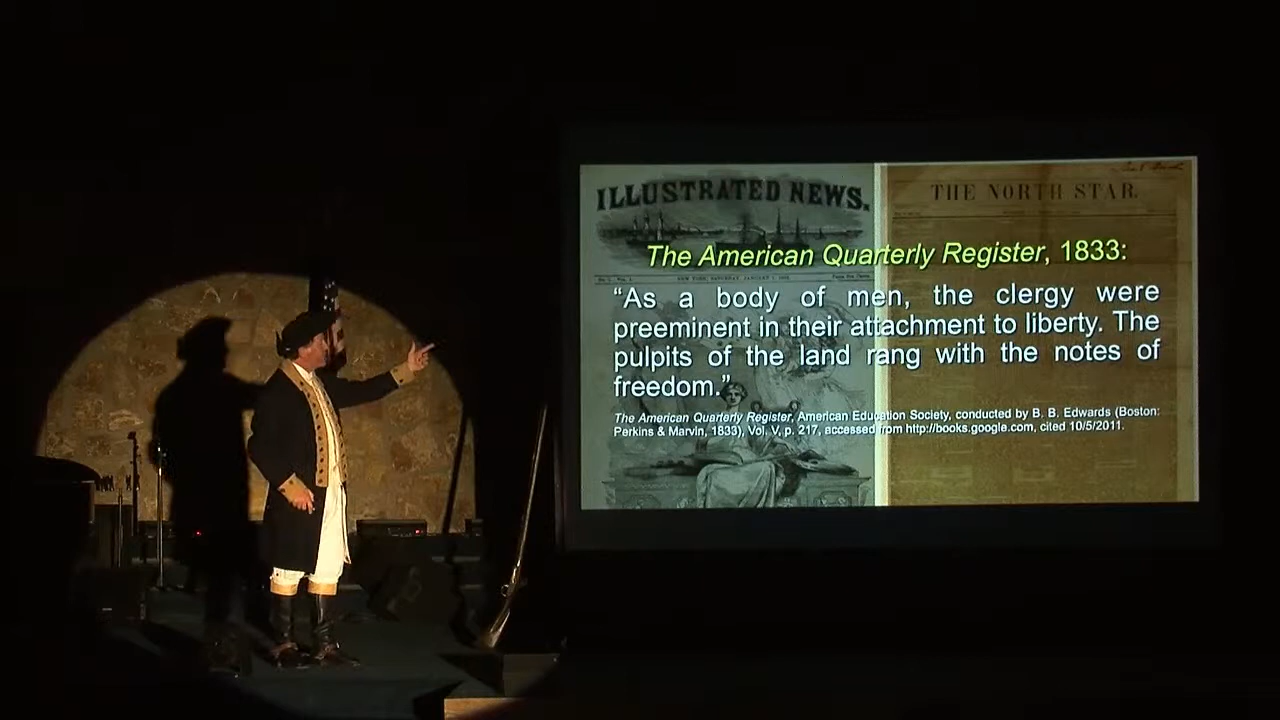 ILLUSTRATED NEWS.
THE NORTH STAR.
The American Quarterly Register, 1833:
“As a body of men, the clergy were
preeminent in their attachment to liberty. The
pulpits of the land rang with the notes of
freedom.”
The American Quarterly Register, American Education Society, conducted by B. B. Edwards (Boston:
Perkins & Marvin, 1833), Vol. V, p. 217, accessed from http://books.google.com, cited 10/5/2011.